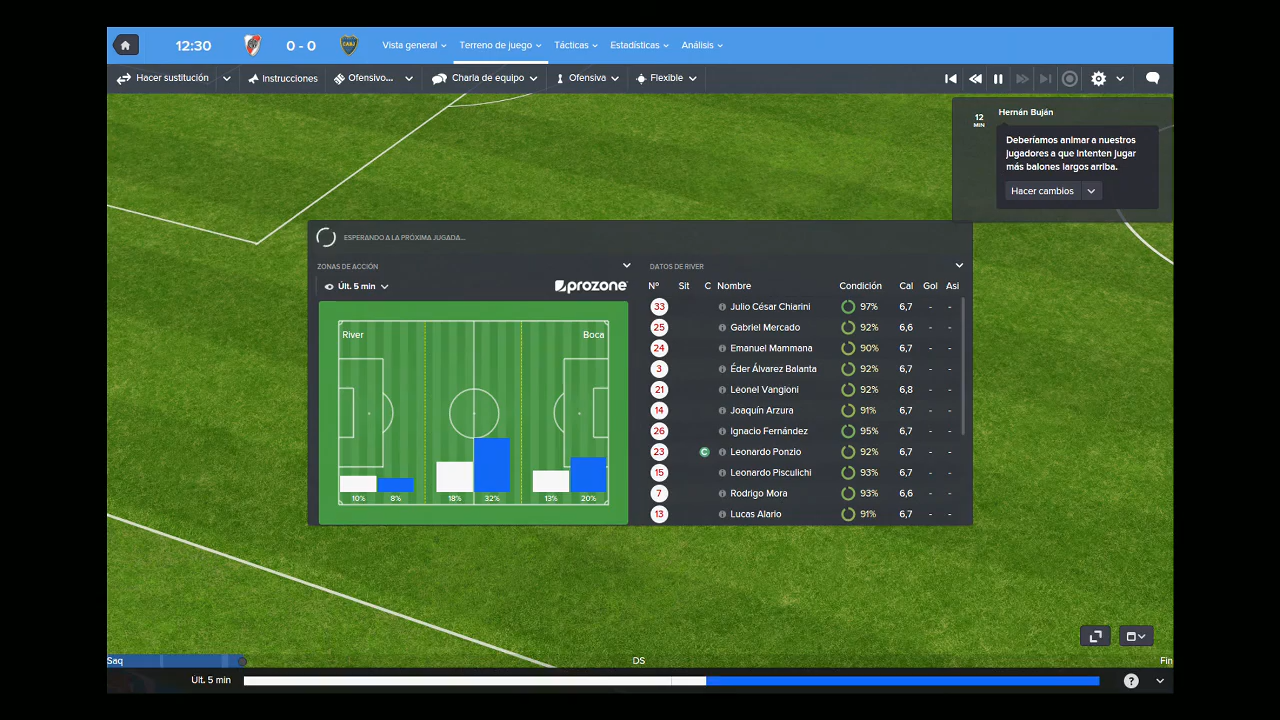 12:30 0 - 0 CABJ Vista general Terreno de juego Tácticas Estadísticas Análisis
Hacer sustitución Instrucciones Ofensivo... Charla de equipo Ofensiva Flexible
12 MIN
Hernán Buján
Deberíamos animar a nuestros
jugadores a que intenten jugar
más balones largos arriba.
Hacer cambios
ESPERANDO A LA PRÓXIMA JUGADA...
ZONAS DE ACCIÓN
Últ. 5 min
prozone
River Boca
10% 8% 18% 32% 13% 20%
DATOS DE RIVER
Nº Sit C Nombre Condición Cal Gol Asi
33 Julio César Chiarini 97% 6,7 - -
25 Gabriel Mercado 92% 6,6 - -
24 Emanuel Mammana 90% 6,7 - -
3 Éder Álvarez Balanta 92% 6,7 - -
21 Leonel Vangioni 92% 6,8 - -
14 Joaquín Arzura 91% 6,7 - -
26 Ignacio Fernández 95% 6,7 - -
23 C Leonardo Ponzio 92% 6,7 - -
15 Leonardo Pisculichi 93% 6,7 - -
7 Rodrigo Mora 93% 6,6 - -
13 Lucas Alario 91% 6,7 - -
Saq DS Fin
Últ. 5 min ?